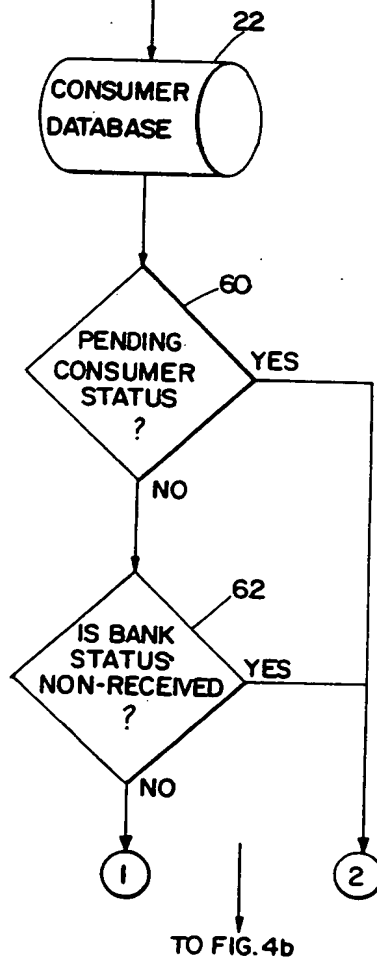 22
CONSUMER
DATABASE
60
PENDING
CONSUMER
STATUS
?
YES
NO
62
IS BANK
STATUS
NON-RECEIVED
?
YES
NO
1
2
TO FIG. 4b